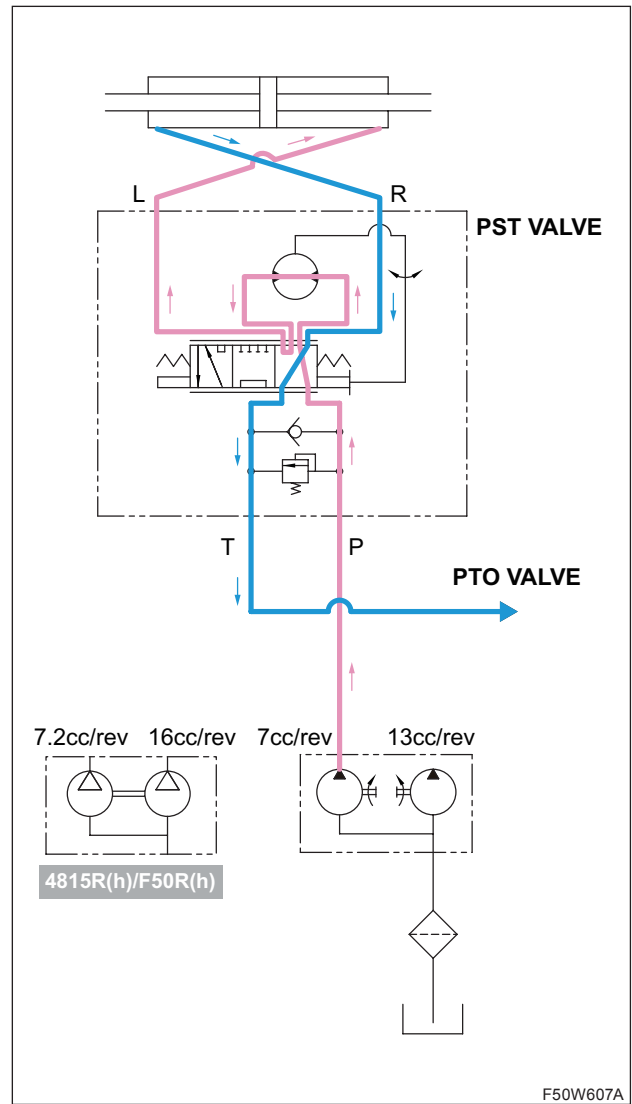 L
R
PST VALVE
T
P
PTO VALVE
7.2cc/rev 16cc/rev
7cc/rev 13cc/rev
4815R(h)/F50R(h)
F50W607A